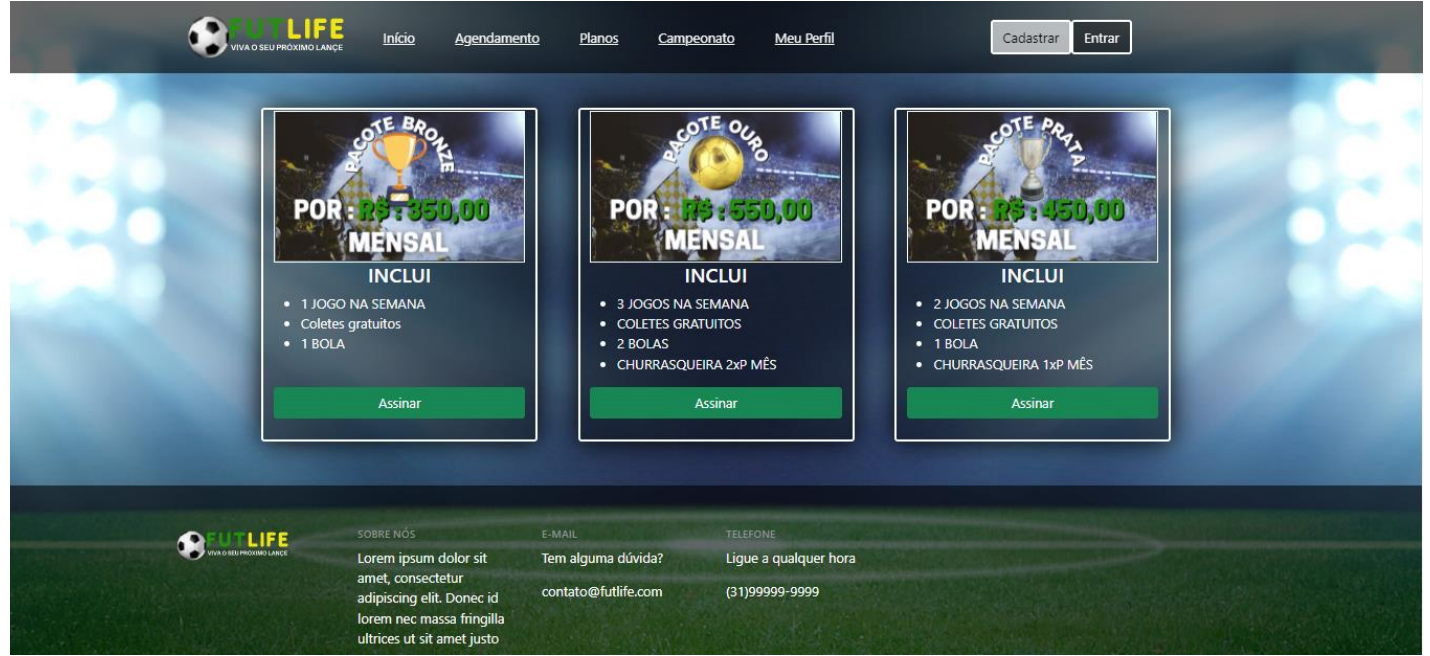 FUTLIFE
VIVA O SEU PRÓXIMO LANÇE
Início Agendamento Planos Campeonato Meu Perfil Cadastrar Entrar
PACOTE BRONZE
POR : R$ : 350,00
MENSAL
INCLUI
• 1 JOGO NA SEMANA
• Coletes gratuitos
• 1 BOLA
Assinar
PACOTE OURO
POR : R$ : 550,00
MENSAL
INCLUI
• 3 JOGOS NA SEMANA
• COLETES GRATUITOS
• 2 BOLAS
• CHURRASQUEIRA 2xP MÊS
Assinar
PACOTE PRATA
POR : R$ : 450,00
MENSAL
INCLUI
• 2 JOGOS NA SEMANA
• COLETES GRATUITOS
• 1 BOLA
• CHURRASQUEIRA 1xP MÊS
Assinar
FUTLIFE
VIVA O SEU PRÓXIMO LANÇE
SOBRE NÓS
Lorem ipsum dolor sit
amet, consectetur
adipiscing elit. Donec id
lorem nec massa fringilla
ultrices ut sit amet justo
E-MAIL
Tem alguma dúvida?
contato@futlife.com
TELEFONE
Ligue a qualquer hora
(31)99999-9999